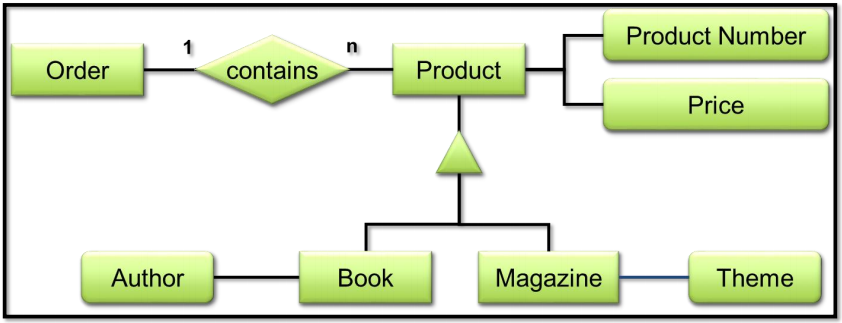 Product Number
1
n
Order
contains
Product
Price
Author
Book
Magazine
Theme